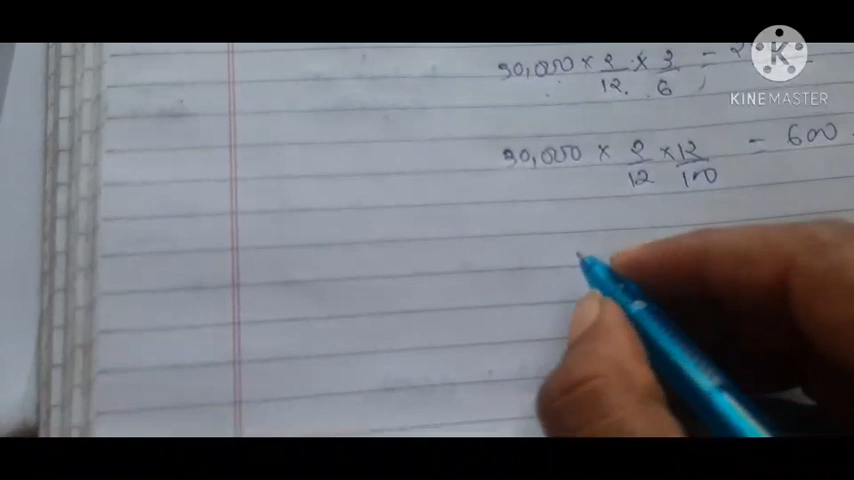 30,000 × 2/12 × 3/6 =
KINEMASTER
30,000 × 2/12 × 12/100 = 600